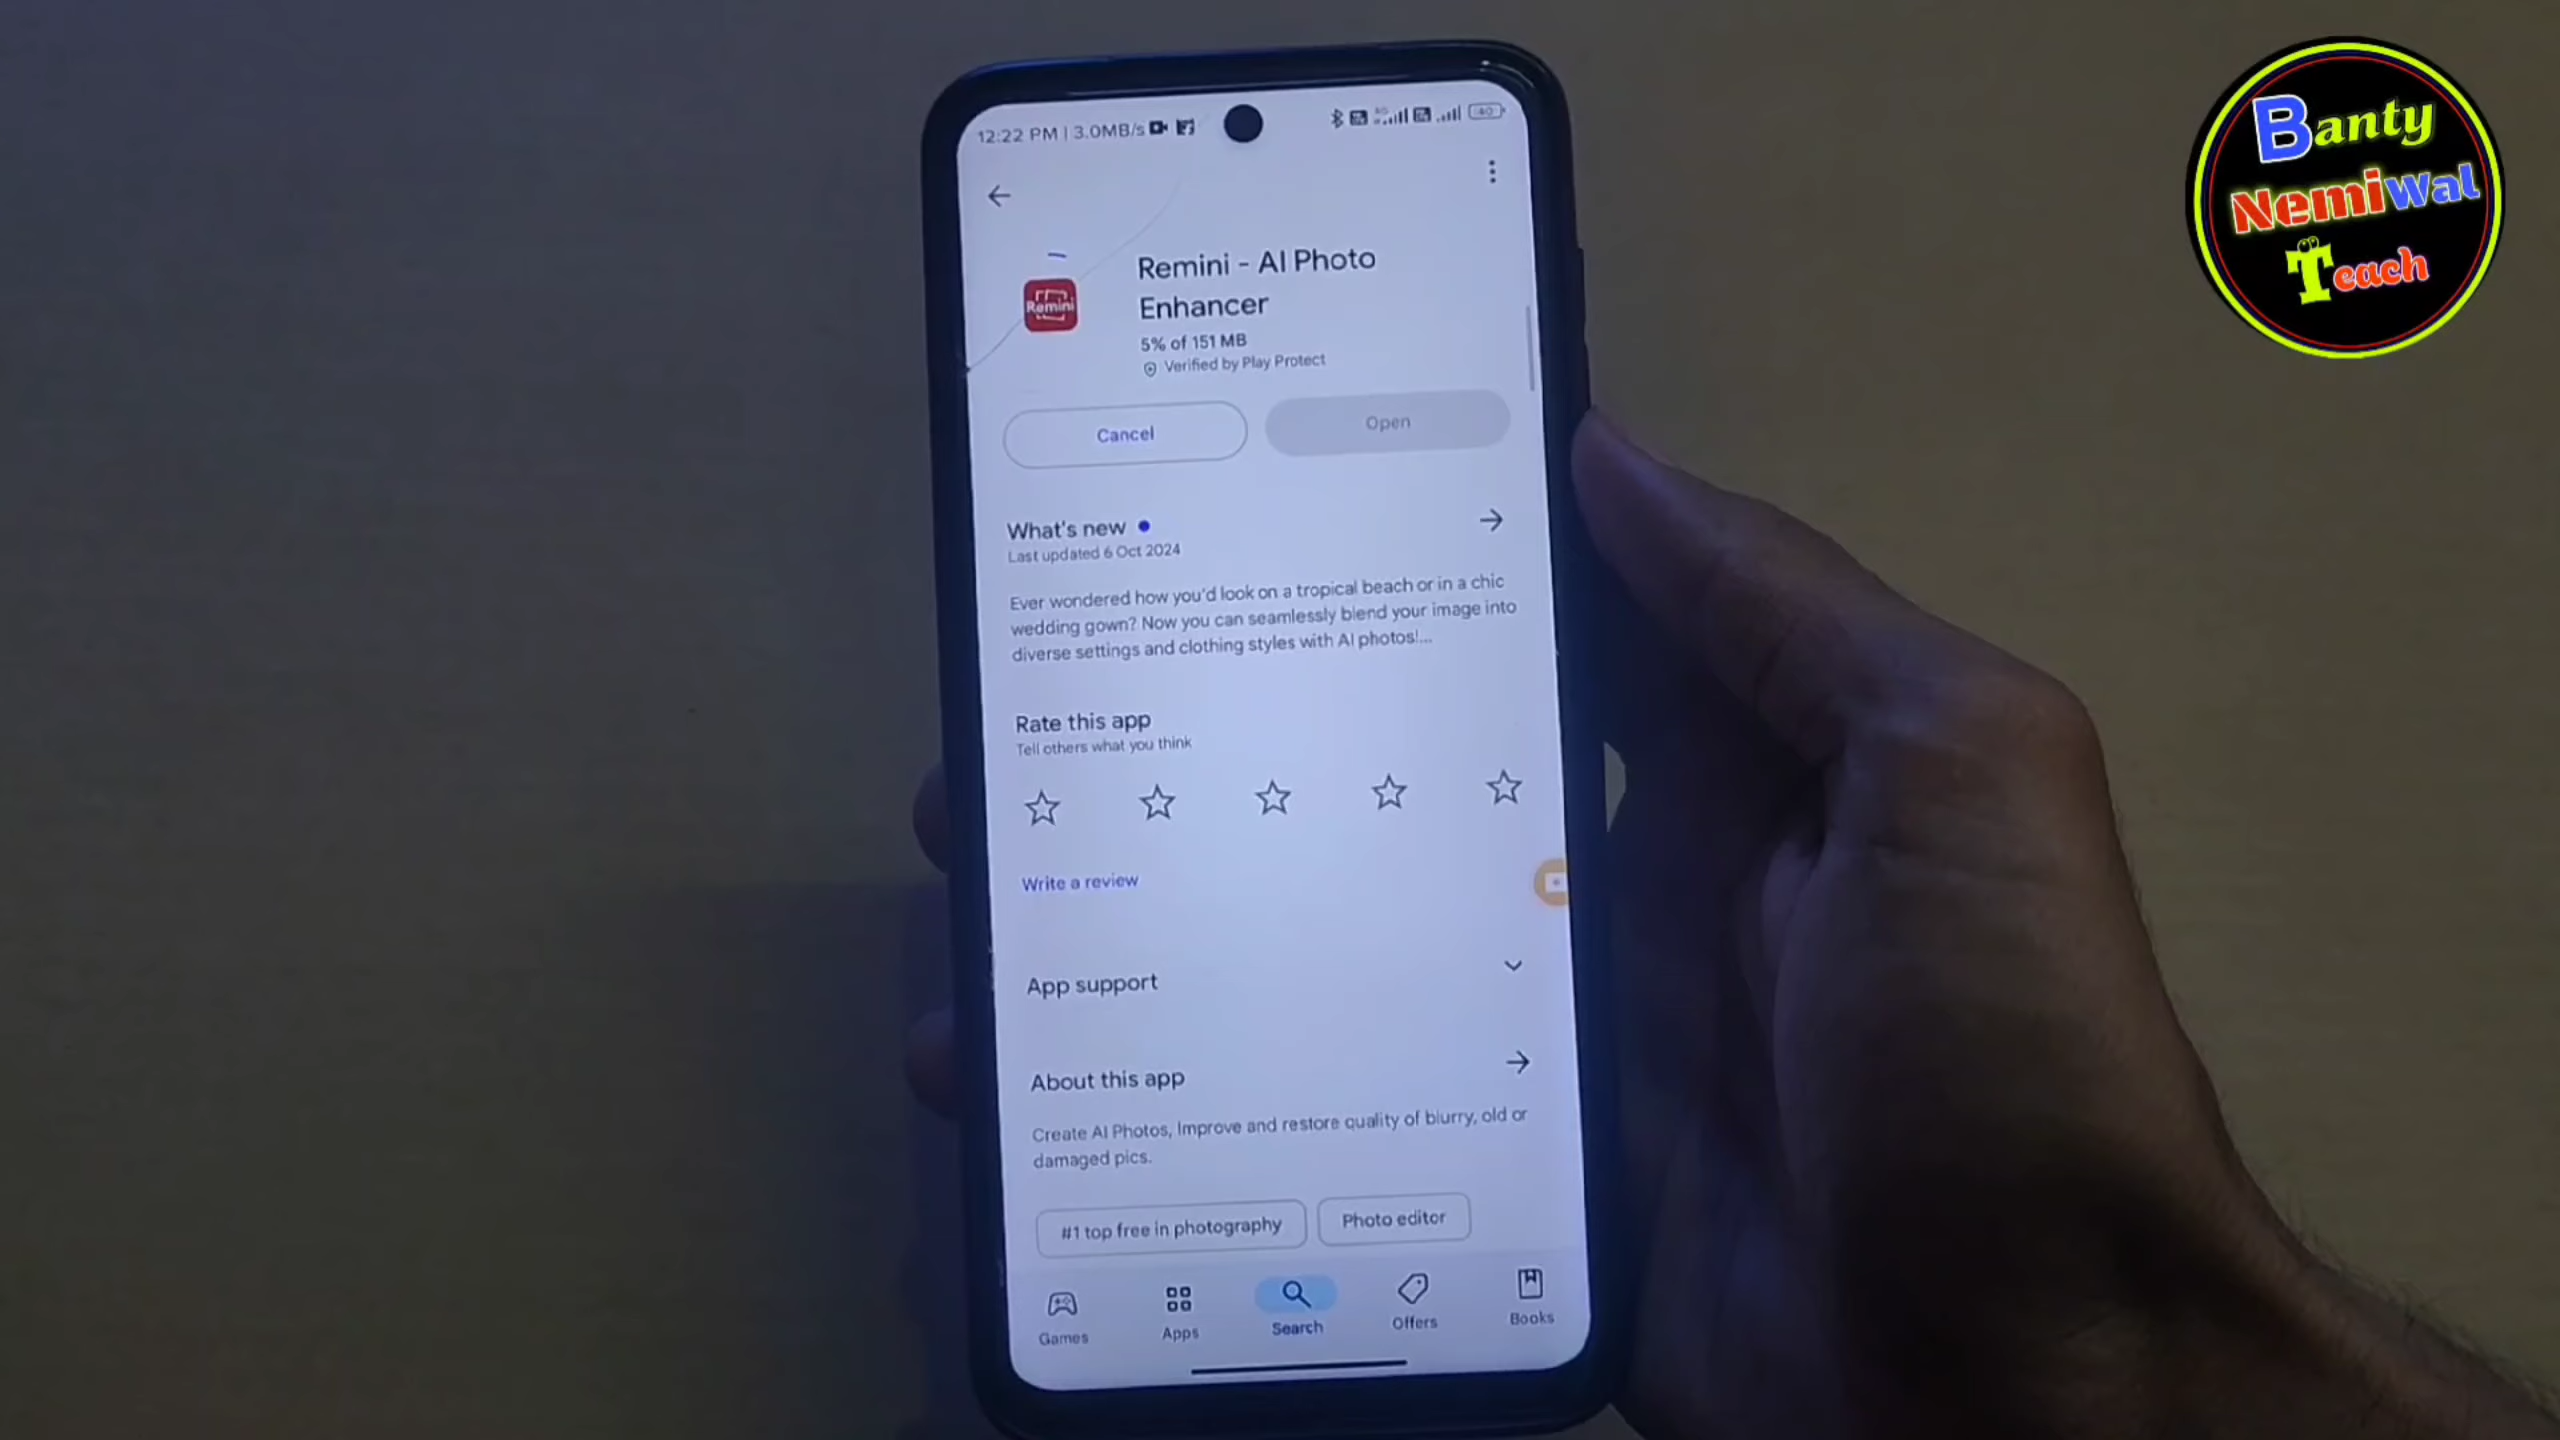 12:22 PM | 3.0MB/s
40
Remini - AI Photo
Enhancer
Remini
5% of 151 MB
Verified by Play Protect
Cancel
Open
What's new
Last updated 6 Oct 2024
Ever wondered how you'd look on a tropical beach or in a chic
wedding gown? Now you can seamlessly blend your image into
diverse settings and clothing styles with AI photos!...
Rate this app
Tell others what you think
Write a review
App support
About this app
Create AI Photos, Improve and restore quality of blurry, old or
damaged pics.
#1 top free in photography
Photo editor
Games
Apps
Search
Offers
Books
Banty
Nemiwal
Teach